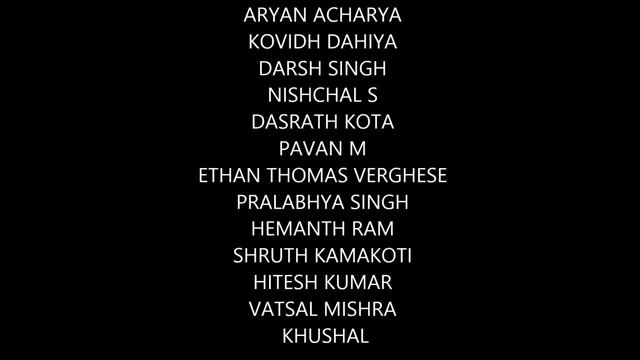 ARYAN ACHARYA
KOVIDH DAHIYA
DARSH SINGH
NISHCHAL S
DASRATH KOTA
PAVAN M
ETHAN THOMAS VERGHESE
PRALABHYA SINGH
HEMANTH RAM
SHRUTH KAMAKOTI
HITESH KUMAR
VATSAL MISHRA
KHUSHAL